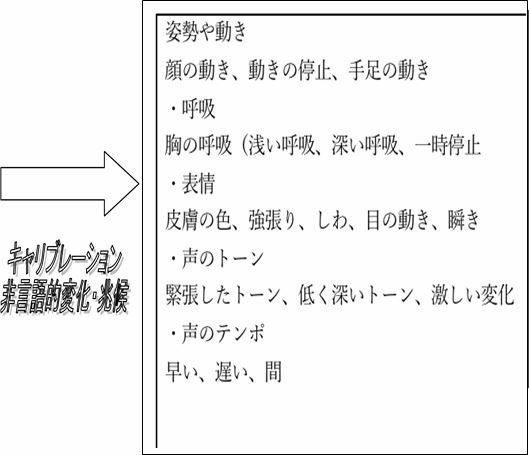 姿勢や動き
顔の動き、動きの停止、手足の動き
・呼吸
胸の呼吸（浅い呼吸、深い呼吸、一時停止
・表情
皮膚の色、強張り、しわ、目の動き、瞬き
・声のトーン
緊張したトーン、低く深いトーン、激しい変化
・声のテンポ
早い、遅い、間
キャリブレーション
非言語的変化・兆候